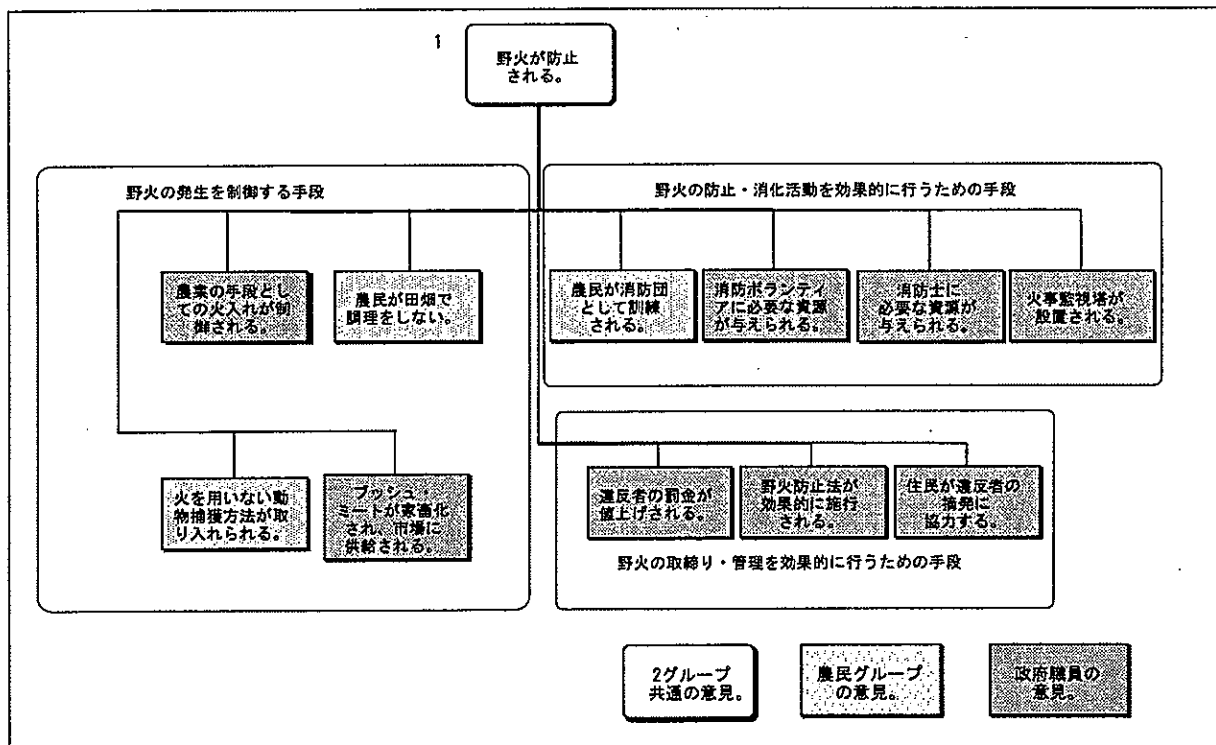 1
野火が防止
される。
野火の発生を制御する手段
野火の防止・消化活動を効果的に行うための手段
農業の手段とし
ての火入れが制
御される。
農民が田畑で
調理をしない。
農民が消防団
として訓練
される。
消防ボランティ
アに必要な資源
が与えられる。
消防士に
必要な資源が
与えられる。
火事監視塔が
設置される。
火を用いない動
物捕獲方法が取
り入れられる。
ブッシュ・
ミートが家畜化
され、市場に
供給される。
違反者の罰金が
値上げされる。
野火防止法が
効果的に施行
される。
住民が違反者の
摘発に
協力する。
野火の取締り・管理を効果的に行うための手段
2グループ
共通の意見。
農民グループ
の意見。
政府職員の
意見。